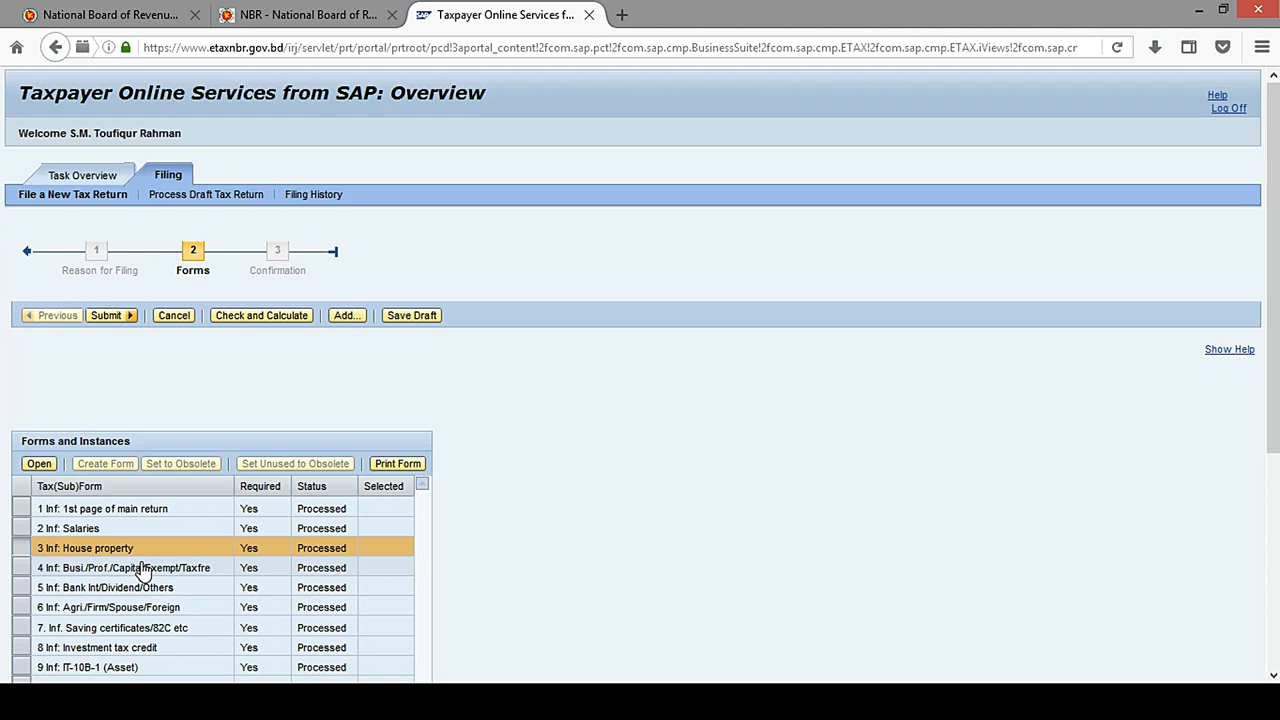 National Board of Revenu...
NBR - National Board of R...
Taxpayer Online Services f...
https://www.etaxnbr.gov.bd/irj/servlet/prt/portal/prtroot/pcd!3aportal_content!2fcom.sap.pct!2fcom.sap.cmp.BusinessSuite!2fcom.sap.cmp.ETAX!2fcom.sap.cmp.ETAX.iViews!2fcom.sap.cr
Taxpayer Online Services from SAP: Overview
Help
Log Off
Welcome S.M. Toufiqur Rahman
Task Overview
Filing
File a New Tax Return
Process Draft Tax Return
Filing History
1
2
3
Reason for Filing
Forms
Confirmation
Previous
Submit
Cancel
Check and Calculate
Add...
Save Draft
Show Help
Forms and Instances
Open
Create Form
Set to Obsolete
Set Unused to Obsolete
Print Form
Tax(Sub)Form Required Status Selected
1 Inf: 1st page of main return Yes Processed
2 Inf: Salaries Yes Processed
3 Inf: House property Yes Processed
4 Inf: Busi./Prof./Capital/Exempt/Taxfre Yes Processed
5 Inf: Bank Int/Dividend/Others Yes Processed
6 Inf: Agri./Firm/Spouse/Foreign Yes Processed
7. Inf. Saving certificates/82C etc Yes Processed
8 Inf: Investment tax credit Yes Processed
9 Inf: IT-10B-1 (Asset) Yes Processed